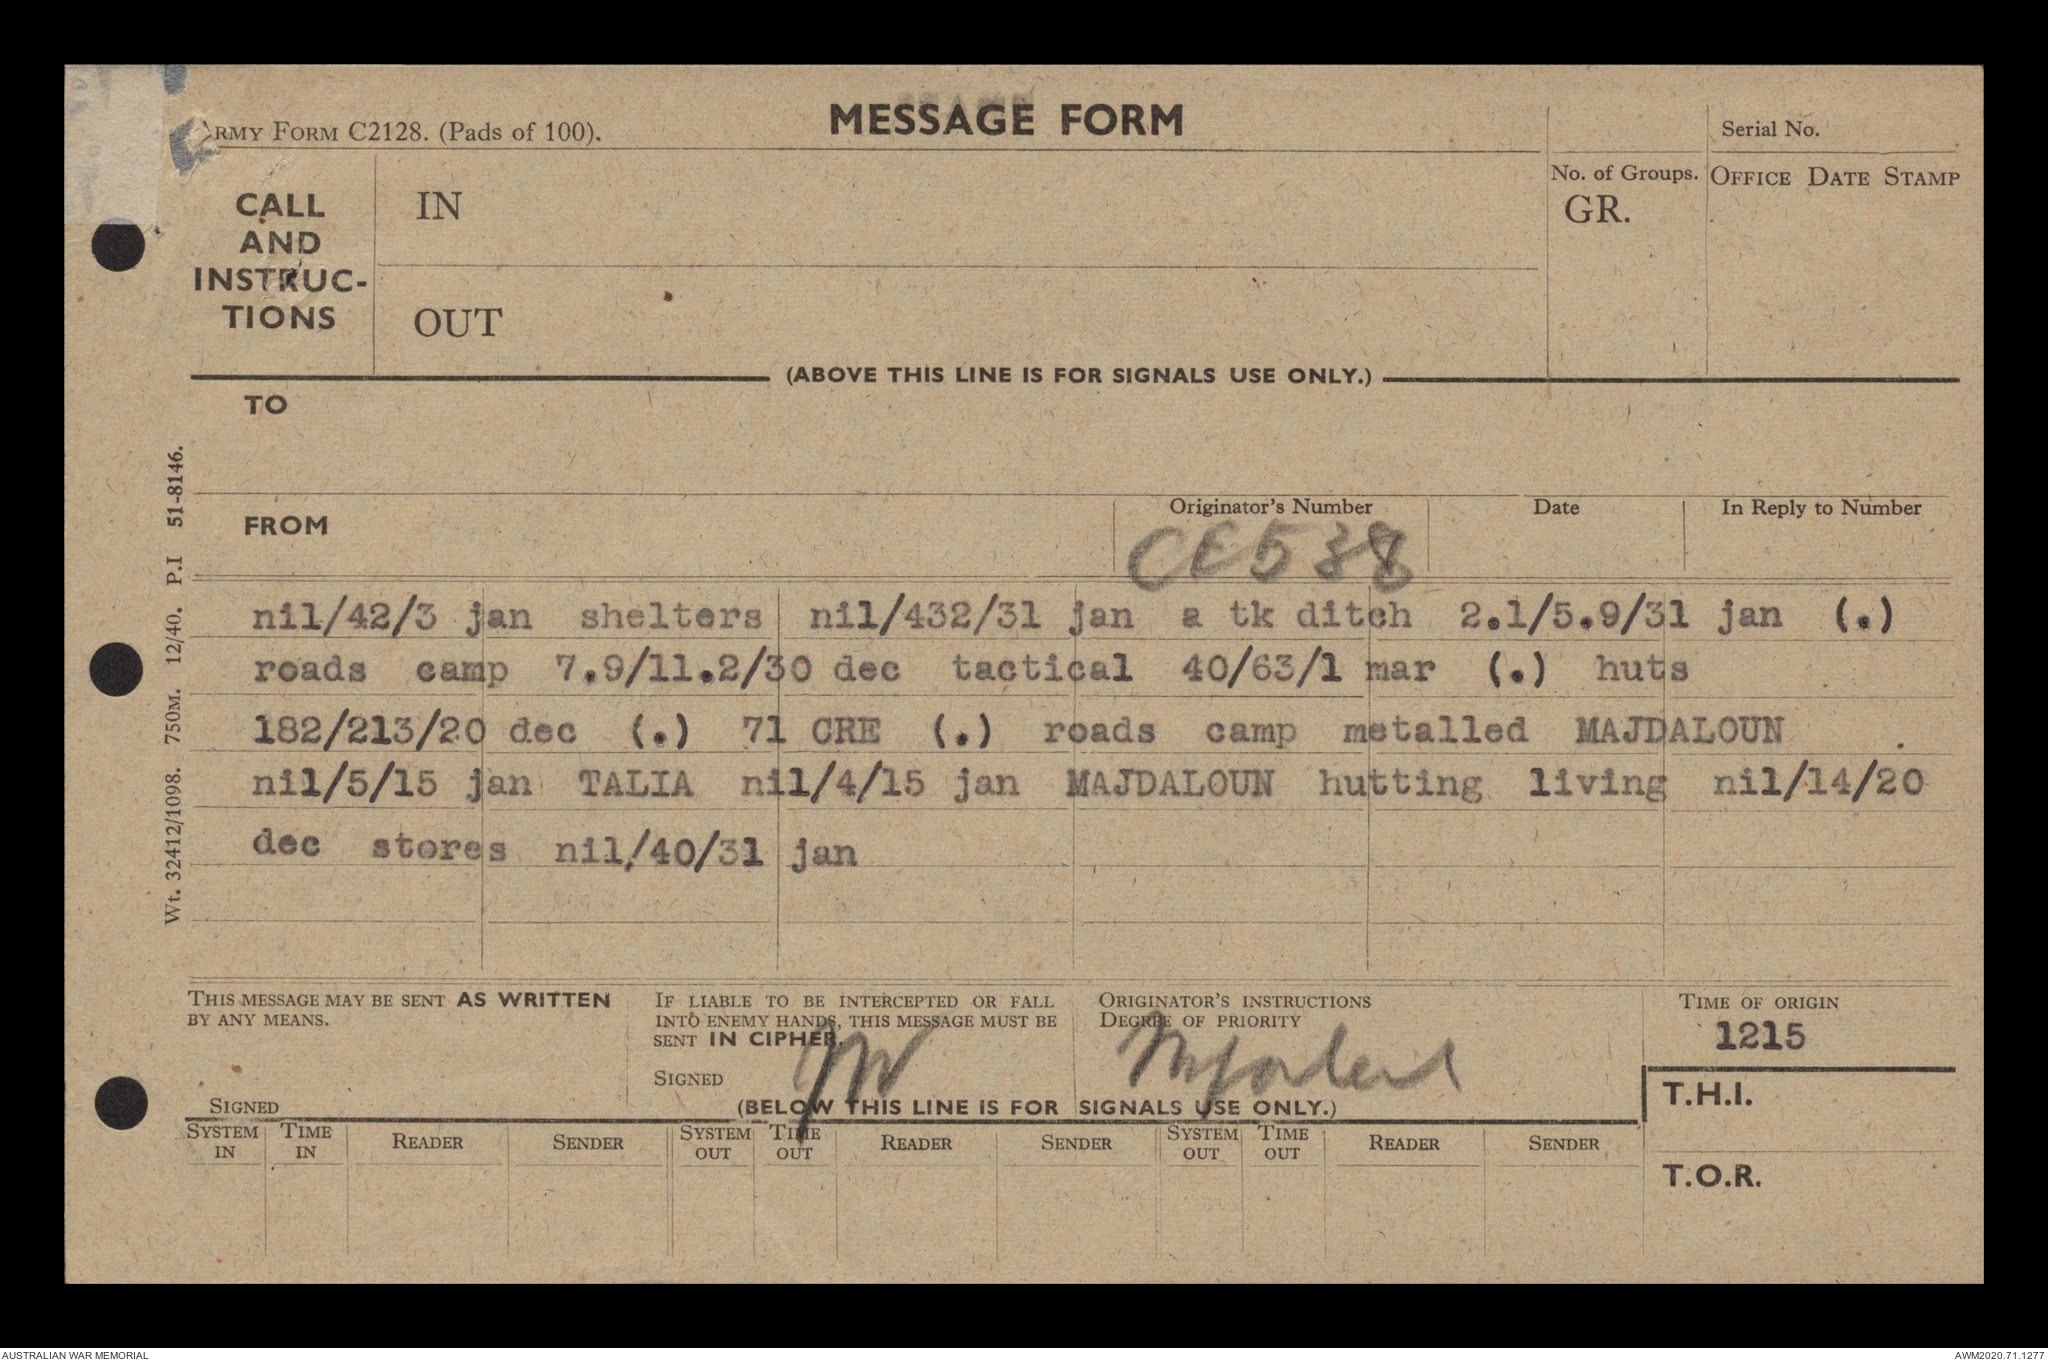 ARMY FORM C2128. (Pads of 100).
MESSAGE FORM
Serial No.
CALL
AND
INSTRUC-
TIONS
IN
OUT
No. of Groups.
GR.
OFFICE DATE STAMP
(ABOVE THIS LINE IS FOR SIGNALS USE ONLY.)
TO
FROM
Originator's Number
CE538
Date
In Reply to Number
nil/42/3 jan shelters nil/432/31 jan a tk ditch 2.1/5.9/31 jan (.)
roads camp 7.9/11.2/30 dec tactical 40/63/1 mar (.) huts
182/213/20 dec (.) 71 CRE (.) roads camp metalled MAJDALOUN
nil/5/15 jan TALIA nil/4/15 jan MAJDALOUN hutting living nil/14/20
dec stores nil/40/31 jan
Wt. 32412/1098. 750M. 12/40. P.I 51-8146.
THIS MESSAGE MAY BE SENT AS WRITTEN
BY ANY MEANS.
SIGNED
IF LIABLE TO BE INTERCEPTED OR FALL
INTO ENEMY HANDS, THIS MESSAGE MUST BE
SENT IN CIPHER.
SIGNED
ORIGINATOR'S INSTRUCTIONS
DEGREE OF PRIORITY
TIME OF ORIGIN
1215
(BELOW THIS LINE IS FOR SIGNALS USE ONLY.)
T.H.I.
T.O.R.
SYSTEM IN TIME IN READER SENDER SYSTEM OUT TIME OUT READER SENDER SYSTEM OUT TIME OUT READER SENDER
AUSTRALIAN WAR MEMORIAL
AWM2020.71.1277